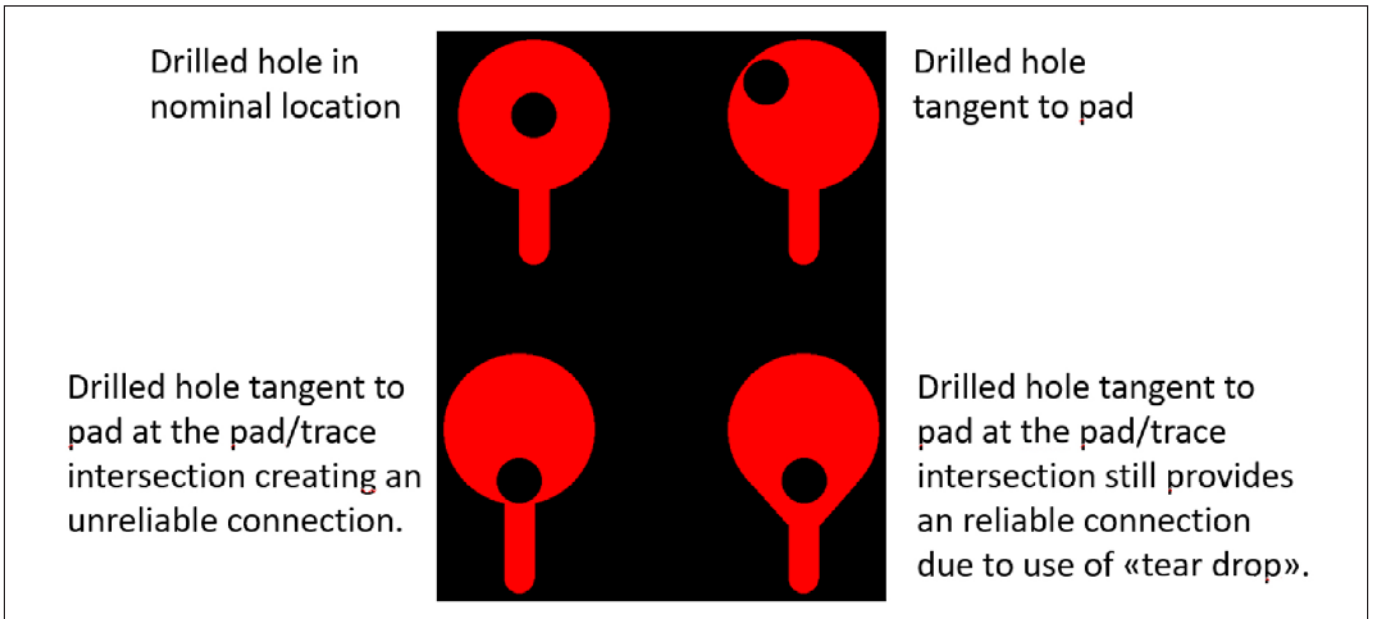 Drilled hole in
nominal location
Drilled hole
tangent to pad
Drilled hole tangent to
pad at the pad/trace
intersection creating an
unreliable connection.
Drilled hole tangent to
pad at the pad/trace
intersection still provides
an reliable connection
due to use of «tear drop».